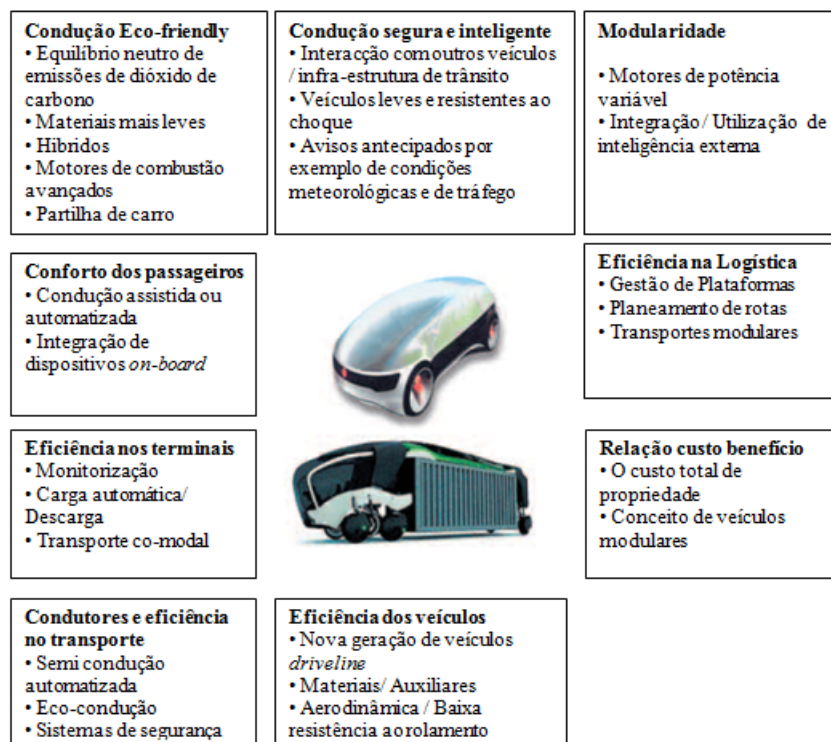 Condução Eco-friendly
• Equilíbrio neutro de
emissões de dióxido de
carbono
• Materiais mais leves
• Hibridos
• Motores de combustão
avançados
• Partilha de carro
Condução segura e inteligente
• Interacção com outros veículos
/ infra-estrutura de trânsito
• Veículos leves e resistentes ao
choque
• Avisos antecipados por
exemplo de condições
meteorológicas e de tráfego
Modularidade
• Motores de potência
variável
• Integração / Utilização de
inteligência externa
Conforto dos passageiros
• Condução assistida ou
automatizada
• Integração de
dispositivos on-board
Eficiência na Logística
• Gestão de Plataformas
• Planeamento de rotas
• Transportes modulares
Eficiência nos terminais
• Monitorização
• Carga automática/
Descarga
• Transporte co-modal
Relação custo benefício
• O custo total de
propriedade
• Conceito de veículos
modulares
Condutores e eficiência
no transporte
• Semi condução
automatizada
• Eco-condução
• Sistemas de segurança
Eficiência dos veículos
• Nova geração de veículos
driveline
• Materiais/ Auxiliares
• Aerodinâmica / Baixa
resistência ao rolamento